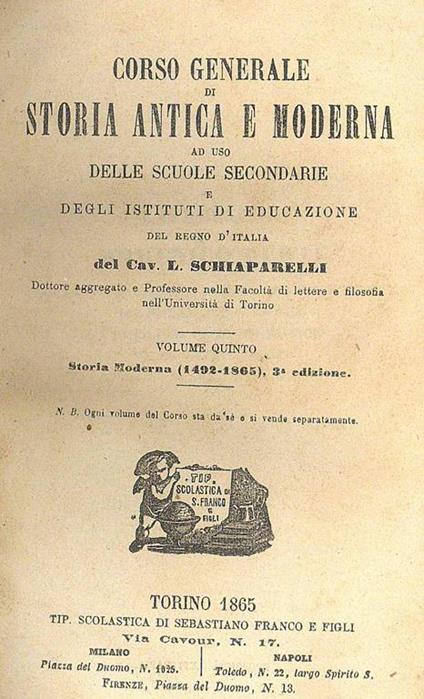 CORSO GENERALE
DI
STORIA ANTICA E MODERNA
AD USO
DELLE SCUOLE SECONDARIE
E
DEGLI ISTITUTI DI EDUCAZIONE
DEL REGNO D'ITALIA
del Cav. L. SCHIAPARELLI
Dottore aggregato e Professore nella Facoltà di lettere e filosofia
nell'Università di Torino
VOLUME QUINTO
Storia Moderna (1492-1865), 3ª edizione.
N. B. Ogni volume del Corso sta da sè e si vende separatamente.
TIP.
SCOLASTICA DI
S. FRANCO
E
FIGLI
TORINO 1865
TIP. SCOLASTICA DI SEBASTIANO FRANCO E FIGLI
Via Cavour, N. 17.
MILANO
Piazza del Duomo, N. 1025.
NAPOLI
Toledo, N. 22, largo Spirito S.
FIRENZE, Piazza del Duomo, N. 13.